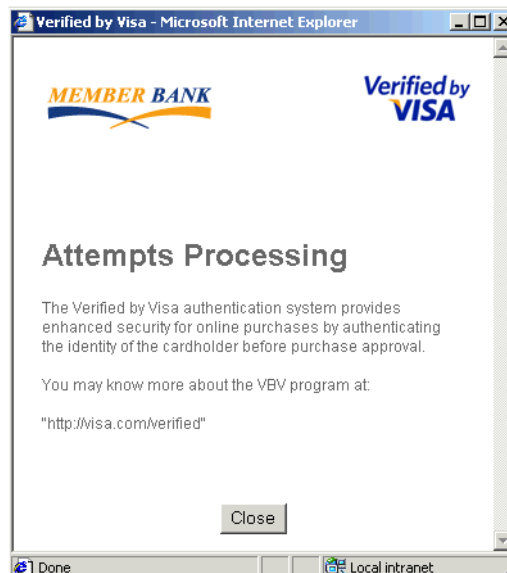 Verified by Visa - Microsoft Internet Explorer
MEMBER BANK
Verified by
VISA
Attempts Processing
The Verified by Visa authentication system provides
enhanced security for online purchases by authenticating
the identity of the cardholder before purchase approval.
You may know more about the VBV program at:
"http://visa.com/verified"
Close
Done
Local intranet